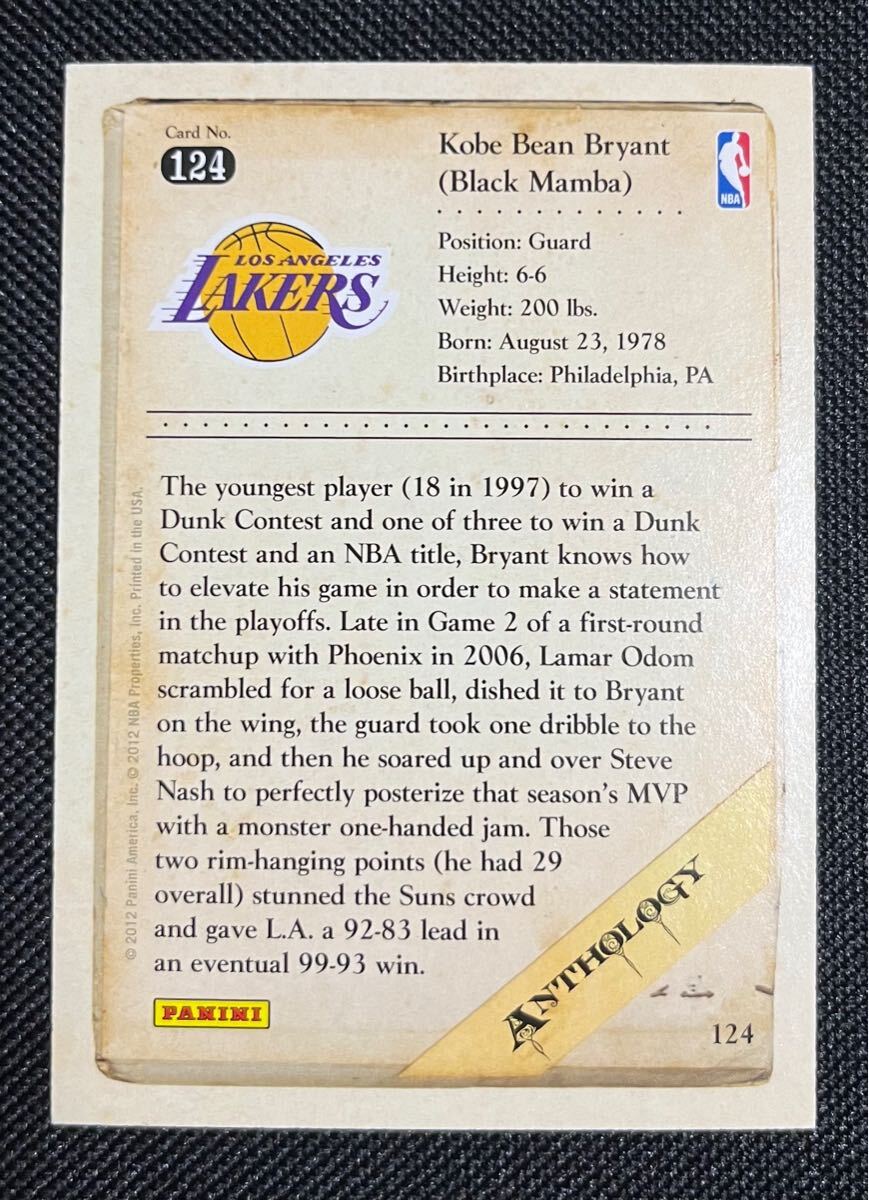 Card No.
124
Kobe Bean Bryant
(Black Mamba)
NBA
LOS ANGELES
LAKERS
Position: Guard
Height: 6-6
Weight: 200 lbs.
Born: August 23, 1978
Birthplace: Philadelphia, PA
The youngest player (18 in 1997) to win a
Dunk Contest and one of three to win a Dunk
Contest and an NBA title, Bryant knows how
to elevate his game in order to make a statement
in the playoffs. Late in Game 2 of a first-round
matchup with Phoenix in 2006, Lamar Odom
scrambled for a loose ball, dished it to Bryant
on the wing, the guard took one dribble to the
hoop, and then he soared up and over Steve
Nash to perfectly posterize that season's MVP
with a monster one-handed jam. Those
two rim-hanging points (he had 29
overall) stunned the Suns crowd
and gave L.A. a 92-83 lead in
an eventual 99-93 win.
© 2012 Panini America, Inc. © 2012 NBA Properties, Inc. Printed in the USA.
PANINI
ANTHOLOGY
124